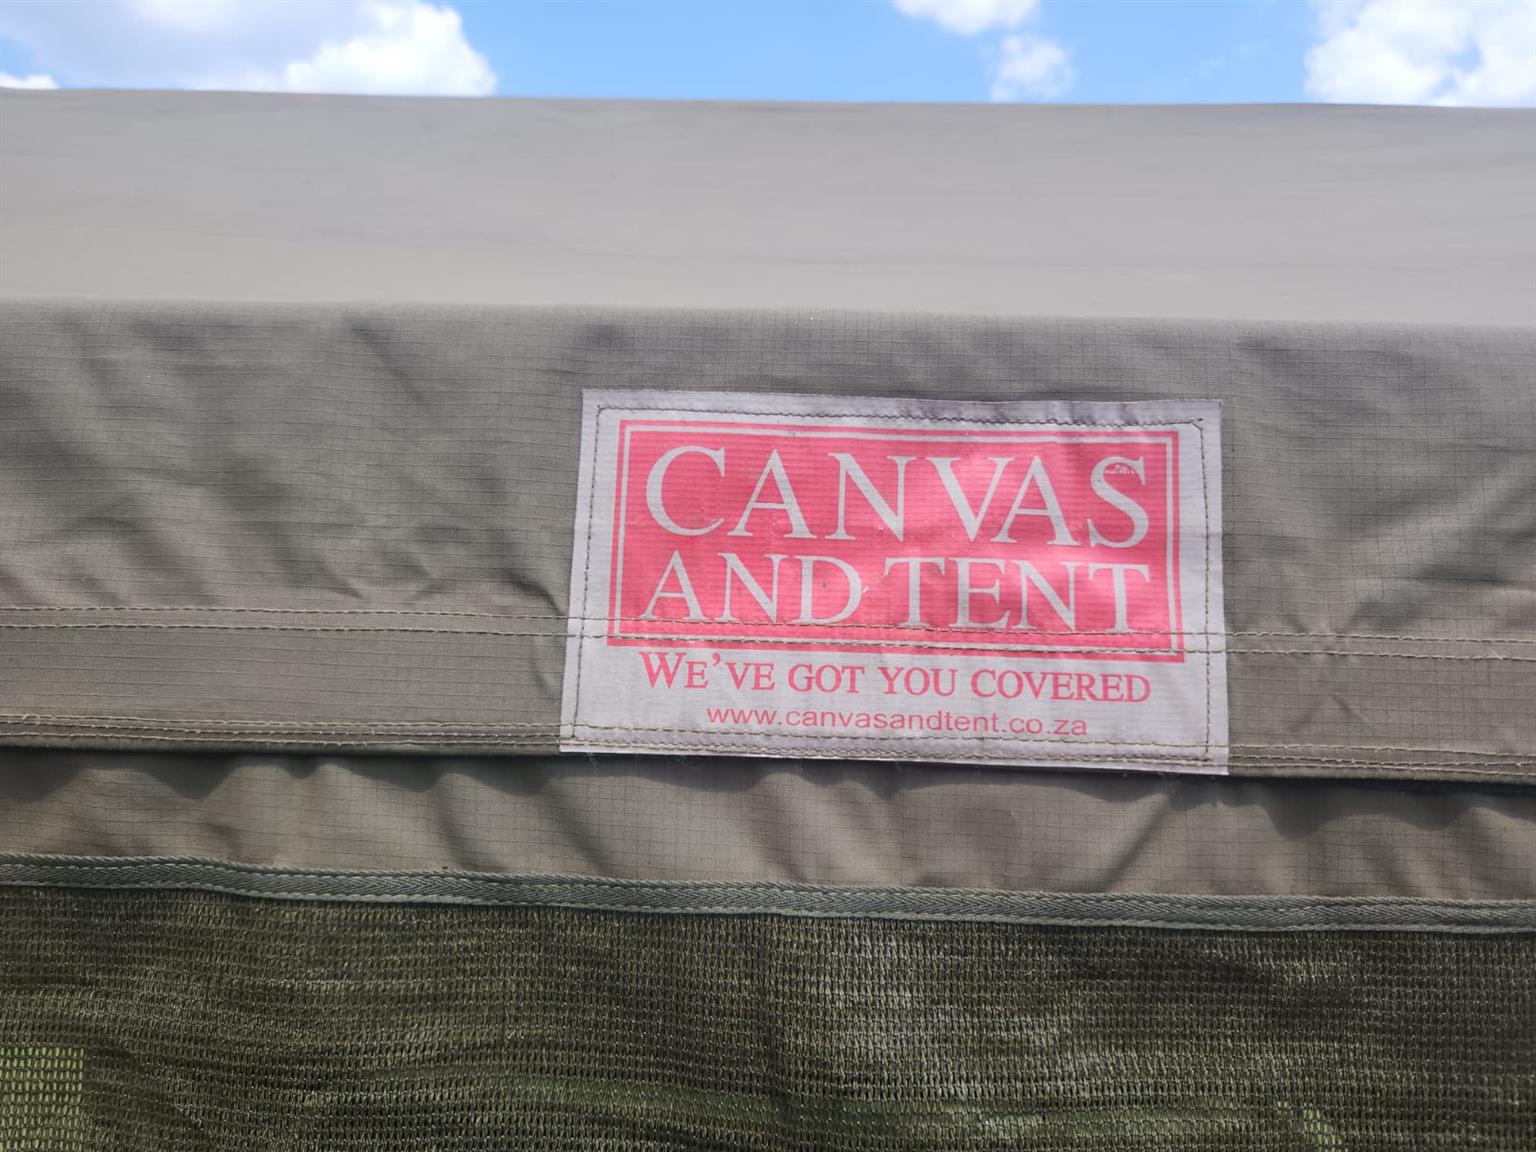 CANVAS
AND TENT
WE'VE GOT YOU COVERED
www.canvasandtent.co.za